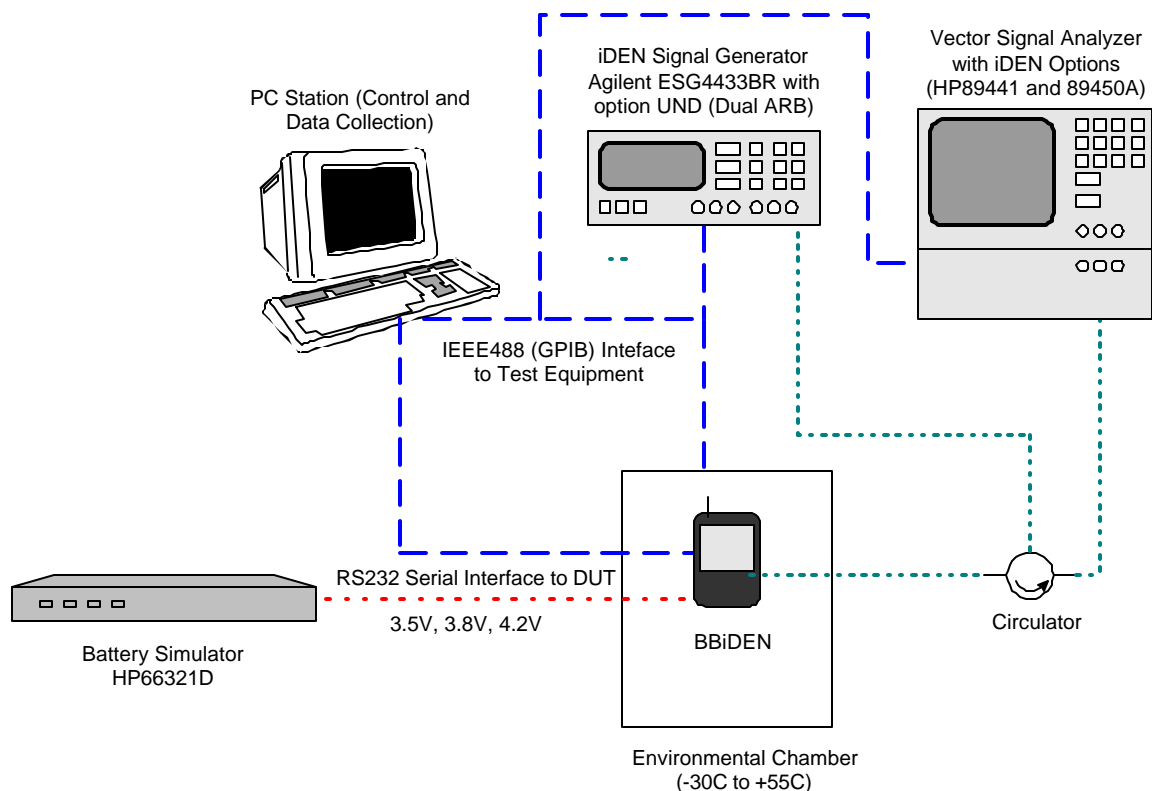 Vector Signal Analyzer
with iDEN Options
(HP89441 and 89450A)
iDEN Signal Generator
Agilent ESG4433BR with
option UND (Dual ARB)
PC Station (Control and
Data Collection)
IEEE488 (GPIB) Inteface
to Test Equipment
RS232 Serial Interface to DUT
3.5V, 3.8V, 4.2V
Battery Simulator
HP66321D
BBiDEN
Circulator
Environmental Chamber
(-30C to +55C)